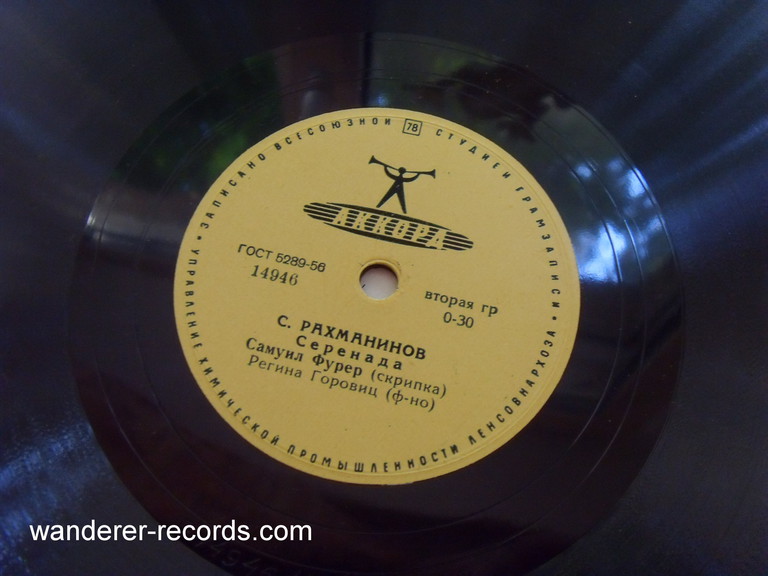 ЗАПИСАНО ВСЕСОЮЗНОЙ 78 СТУДИЕЙ ГРАМЗАПИСИ • УПРАВЛЕНИЕ ХИМИЧЕСКОЙ ПРОМЫШЛЕННОСТИ ЛЕНСОВНАРХОЗА •
АККОРД
ГОСТ 5289-56
14946
вторая гр
0-30
С. РАХМАНИНОВ
Серенада
Самуил Фурер (скрипка)
Регина Горовиц (ф-но)
wanderer-records.com